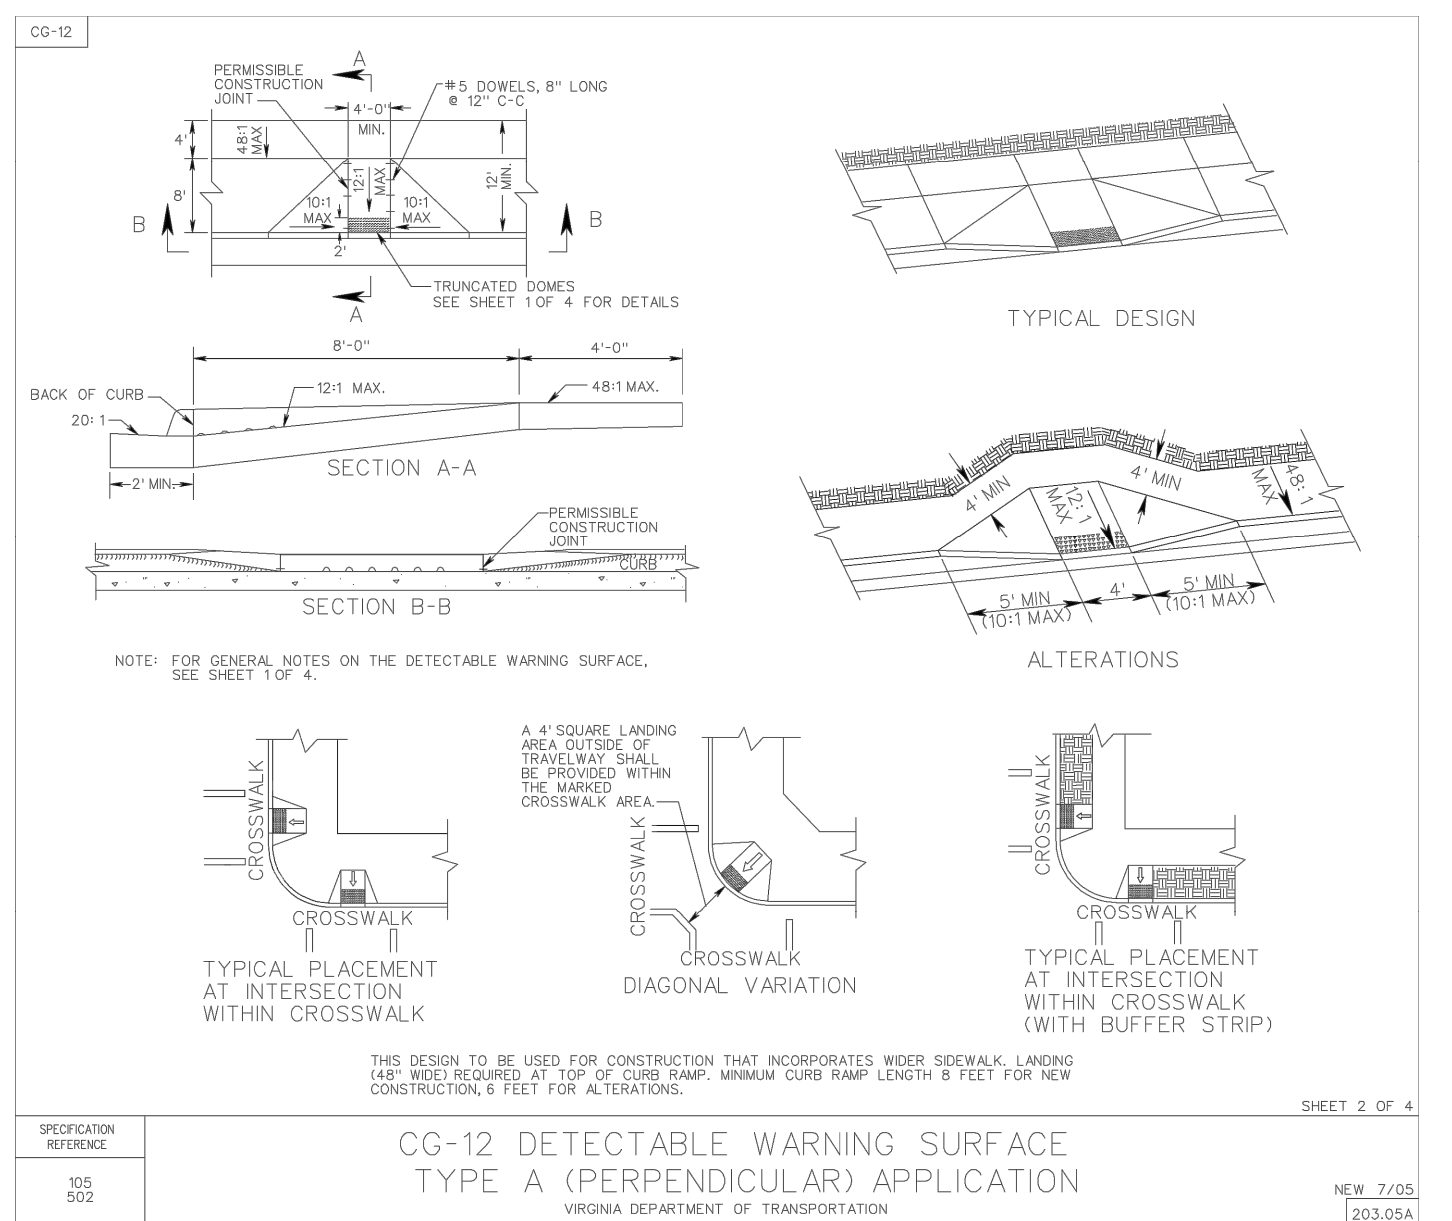 CG-12
A
PERMISSIBLE
CONSTRUCTION
JOINT
#5 DOWELS, 8" LONG
@ 12" C-C
4'-0"
MIN.
4'
48:1
MAX
8'
12:1
MAX
12'
MIN.
10:1
MAX
10:1
MAX
B
B
2'
TRUNCATED DOMES
SEE SHEET 1 OF 4 FOR DETAILS
A
TYPICAL DESIGN
8'-0"
4'-0"
BACK OF CURB
12:1 MAX.
48:1 MAX.
20:1
SECTION A-A
2' MIN.
PERMISSIBLE
CONSTRUCTION
JOINT
CURB
SECTION B-B
4' MIN
4' MIN
12:1
MAX
48:1
MAX
5' MIN
(10:1 MAX)
4'
5' MIN
(10:1 MAX)
ALTERATIONS
NOTE: FOR GENERAL NOTES ON THE DETECTABLE WARNING SURFACE,
SEE SHEET 1 OF 4.
CROSSWALK
CROSSWALK
TYPICAL PLACEMENT
AT INTERSECTION
WITHIN CROSSWALK
A 4' SQUARE LANDING
AREA OUTSIDE OF
TRAVELWAY SHALL
BE PROVIDED WITHIN
THE MARKED
CROSSWALK AREA.
CROSSWALK
CROSSWALK
DIAGONAL VARIATION
CROSSWALK
CROSSWALK
TYPICAL PLACEMENT
AT INTERSECTION
WITHIN CROSSWALK
(WITH BUFFER STRIP)
THIS DESIGN TO BE USED FOR CONSTRUCTION THAT INCORPORATES WIDER SIDEWALK. LANDING
(48" WIDE) REQUIRED AT TOP OF CURB RAMP. MINIMUM CURB RAMP LENGTH 8 FEET FOR NEW
CONSTRUCTION, 6 FEET FOR ALTERATIONS.
SHEET 2 OF 4
SPECIFICATION
REFERENCE
105
502
CG-12 DETECTABLE WARNING SURFACE
TYPE A (PERPENDICULAR) APPLICATION
VIRGINIA DEPARTMENT OF TRANSPORTATION
NEW 7/05
203.05A